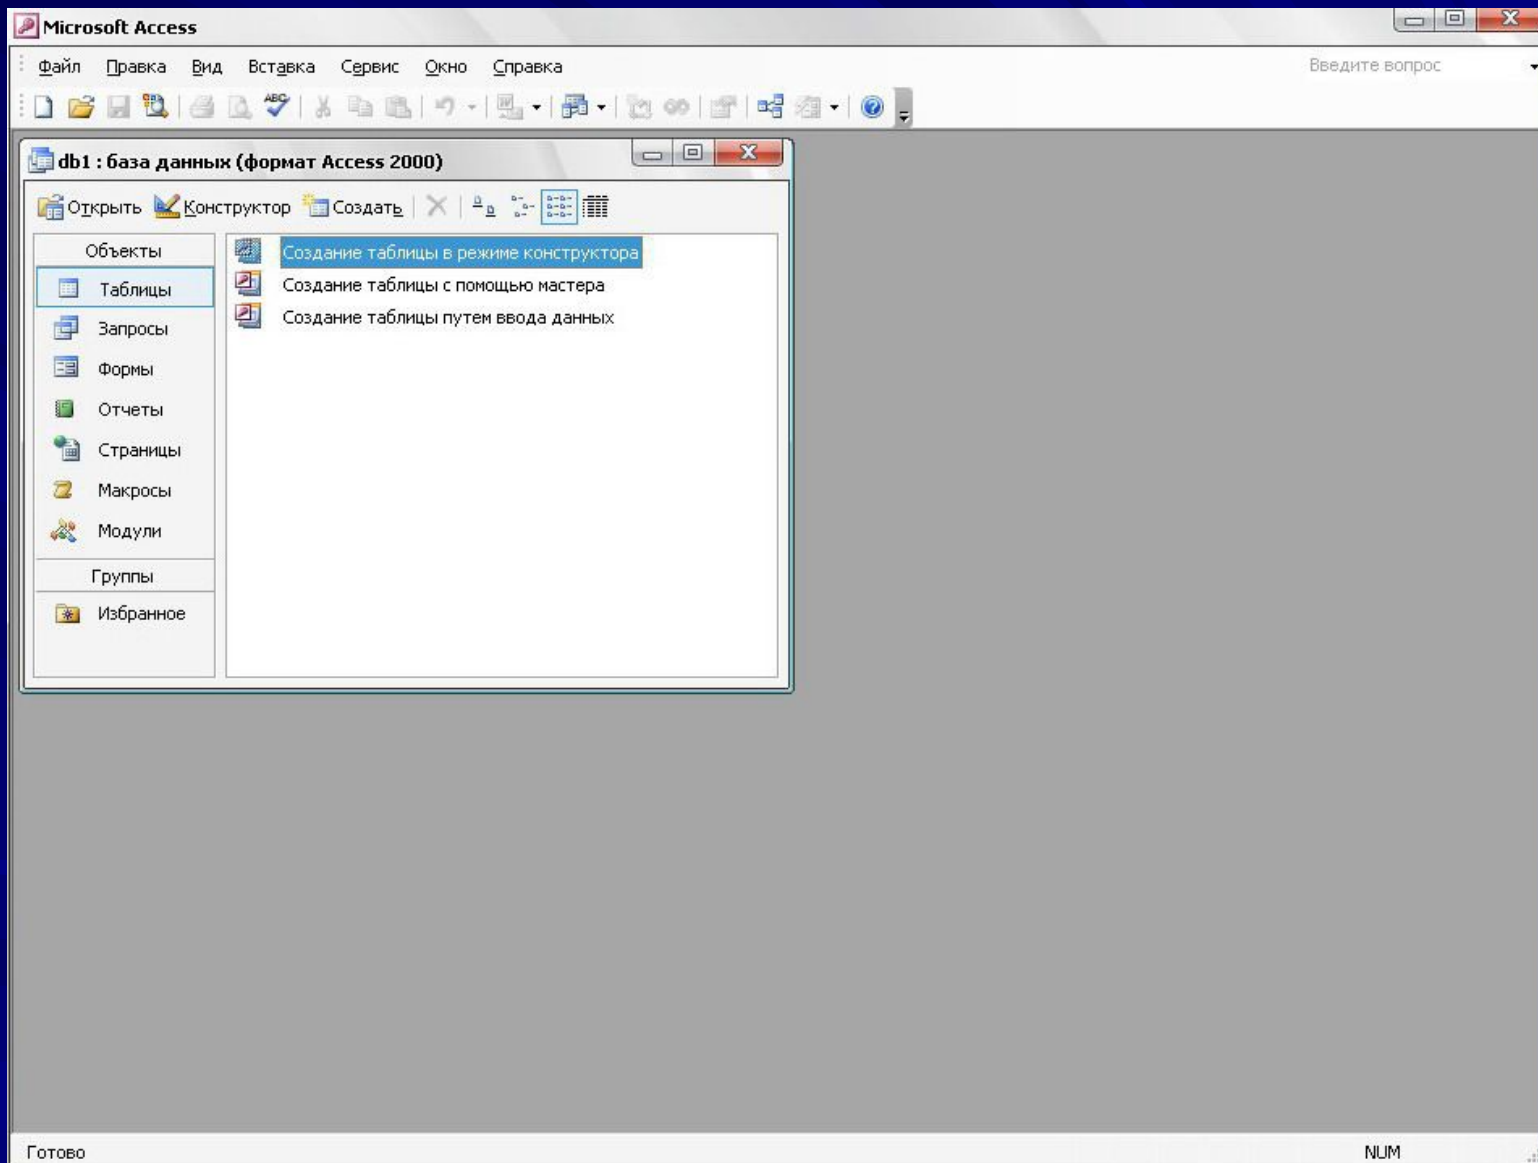 Microsoft Access
Файл Правка Вид Вставка Сервис Окно Справка Введите вопрос
ABC
db1 : база данных (формат Access 2000)
Открыть Конструктор Создать
Объекты
Таблицы
Запросы
Формы
Отчеты
Страницы
Макросы
Модули
Группы
Избранное
Создание таблицы в режиме конструктора
Создание таблицы с помощью мастера
Создание таблицы путем ввода данных
Готово NUM